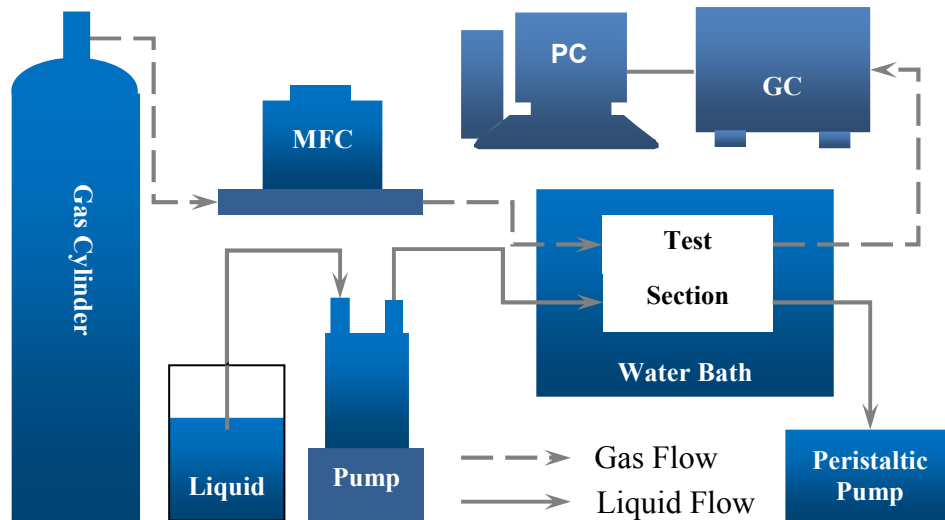 PC
GC
MFC
Gas Cylinder
Test
Section
Water Bath
Liquid
Pump
Gas Flow
Liquid Flow
Peristaltic
Pump